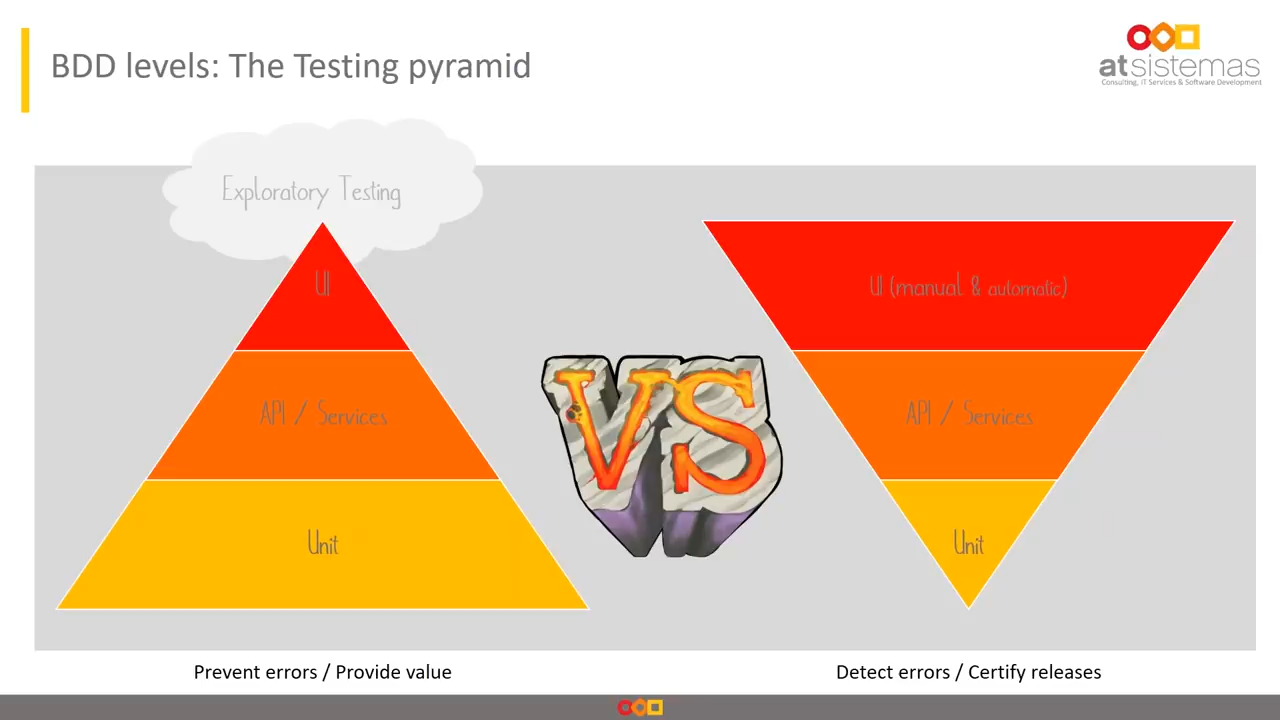 BDD levels: The Testing pyramid
atsistemas
Consulting, IT Services & Software Development
Exploratory Testing
UI
API / Services
Unit
VS
UI (manual & automatic)
API / Services
Unit
Prevent errors / Provide value
Detect errors / Certify releases